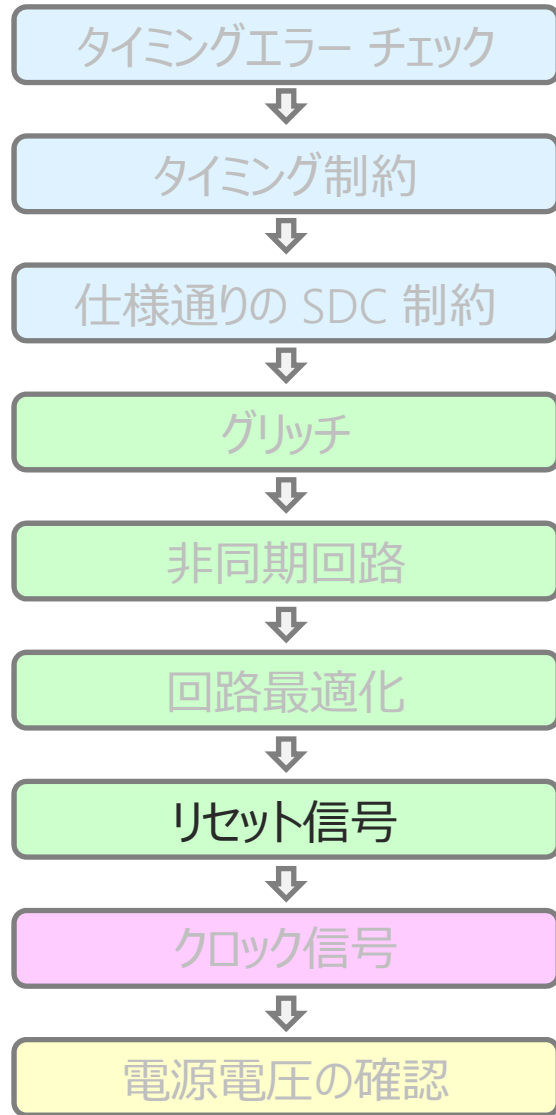 タイミングエラー チェック
タイミング制約
仕様通りの SDC 制約
グリッチ
非同期回路
回路最適化
リセット信号
クロック信号
電源電圧の確認